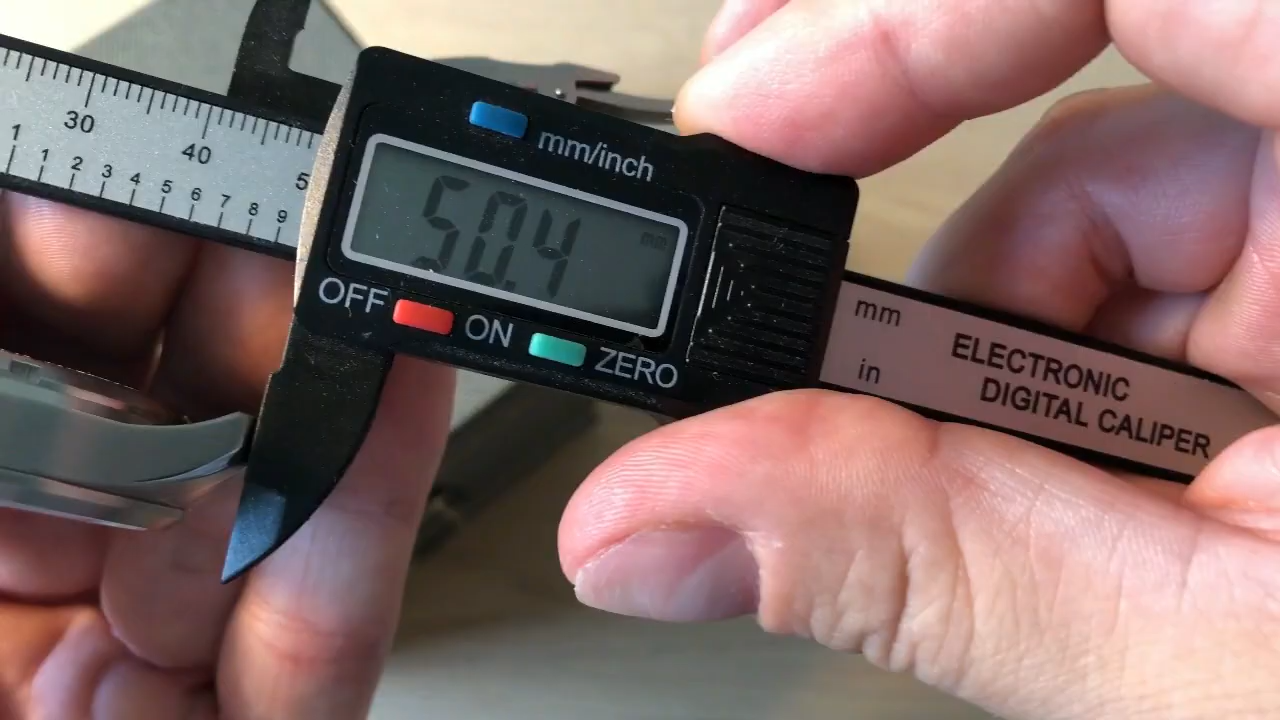 30
40
5
1
1 2 3 4 5 6 7 8 9
mm/inch
50.4 mm
OFF
ON
ZERO
mm
in
ELECTRONIC
DIGITAL CALIPER